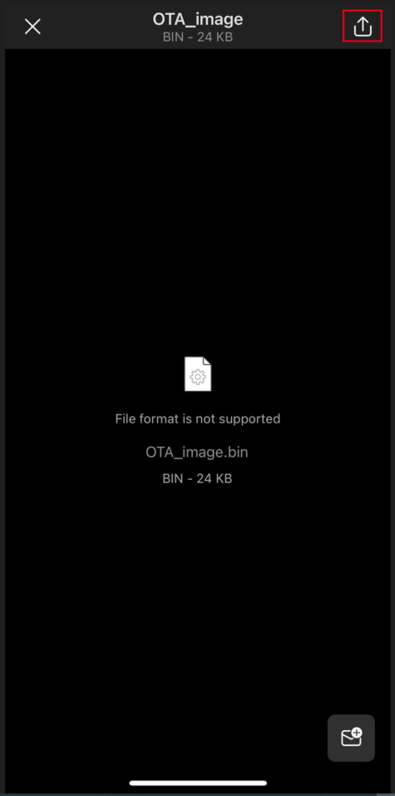 OTA_image
BIN - 24 KB
File format is not supported
OTA_image.bin
BIN - 24 KB